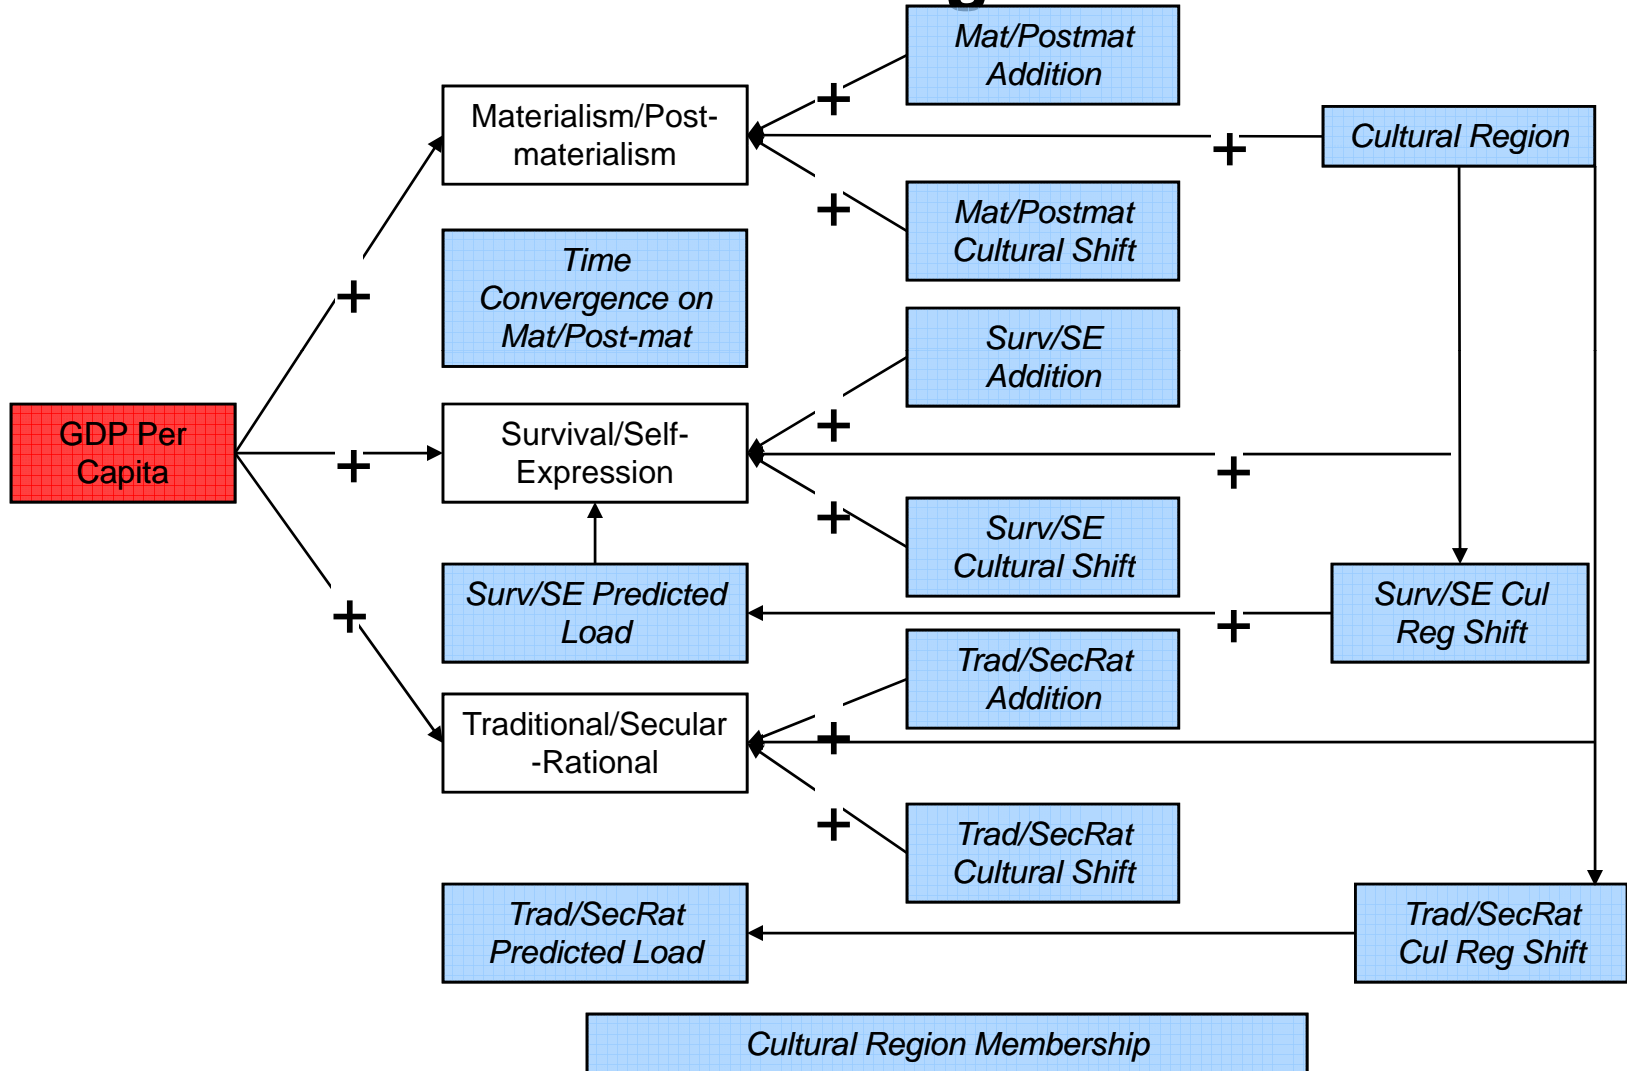 Mat/Postmat
Addition
Materialism/Post-
materialism
+
Cultural Region
+
Mat/Postmat
Cultural Shift
+
Time
Convergence on
Mat/Post-mat
+
Surv/SE
Addition
GDP Per
Capita
+
Survival/Self-
Expression
+
+
Surv/SE
Cultural Shift
+
Surv/SE Predicted
Load
+
Surv/SE Cul
Reg Shift
+
Trad/SecRat
Addition
Traditional/Secular
-Rational
+
Trad/SecRat
Cultural Shift
+
Trad/SecRat
Predicted Load
Trad/SecRat
Cul Reg Shift
Cultural Region Membership